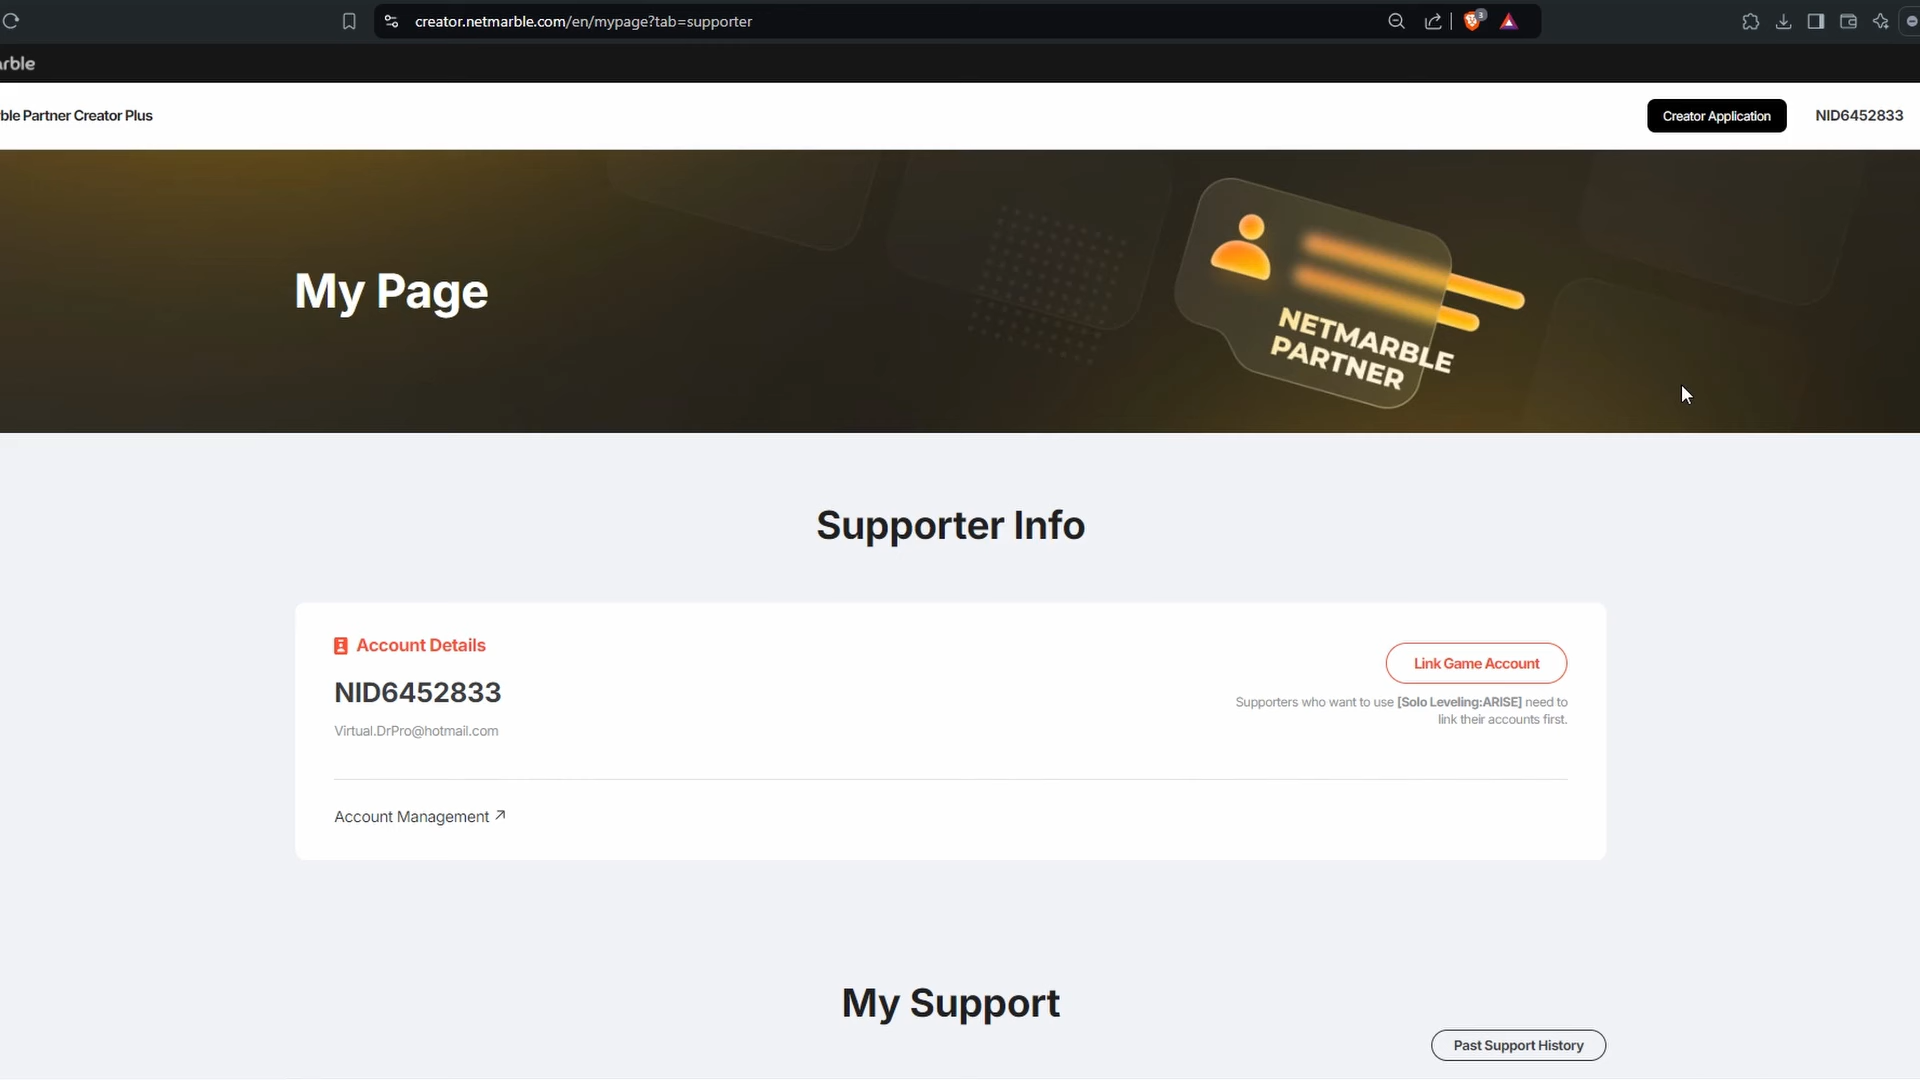 creator.netmarble.com/en/mypage?tab=supporter
3
arble
ble Partner Creator Plus
Creator Application
NID6452833
My Page
NETMARBLE
PARTNER
Supporter Info
Account Details
Link Game Account
NID6452833
Supporters who want to use [Solo Leveling:ARISE] need to
link their accounts first.
Virtual.DrPro@hotmail.com
Account Management
My Support
Past Support History